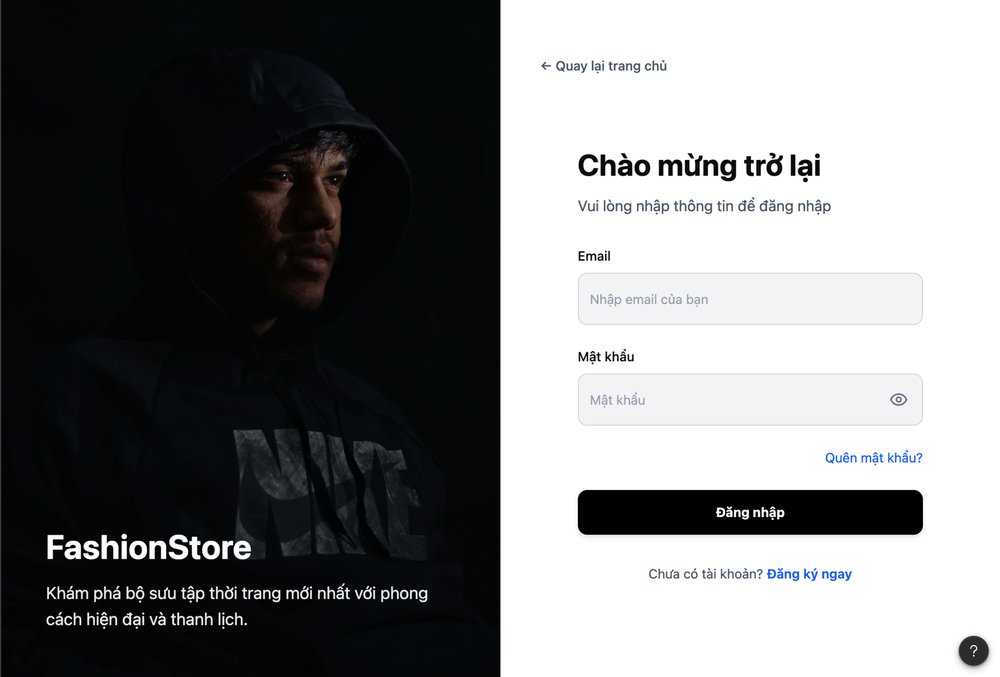 ← Quay lại trang chủ
Chào mừng trở lại
Vui lòng nhập thông tin để đăng nhập
Email
Nhập email của bạn
Mật khẩu
Mật khẩu
Quên mật khẩu?
Đăng nhập
Chưa có tài khoản? Đăng ký ngay
NIKE
FashionStore
Khám phá bộ sưu tập thời trang mới nhất với phong
cách hiện đại và thanh lịch.
?